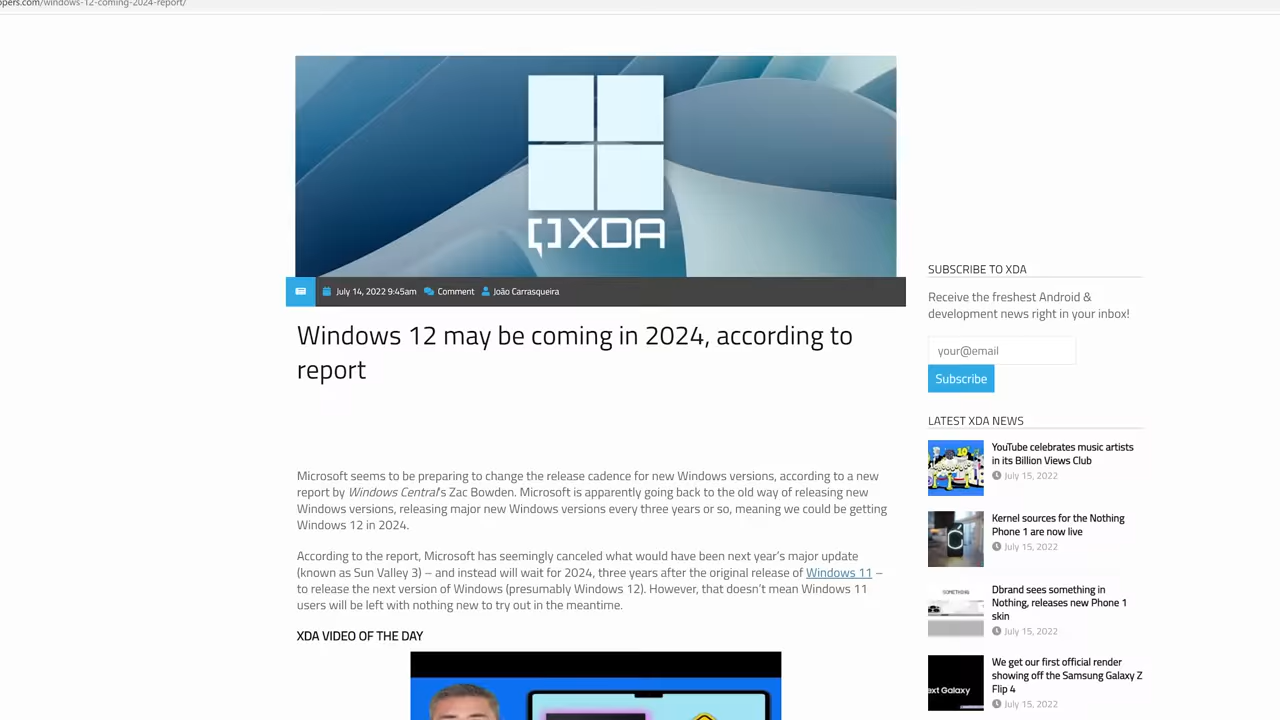 opers.com/windows-12-coming-2024-report/
XDA
July 14, 2022 9:45am Comment João Carrasqueira
Windows 12 may be coming in 2024, according to
report
Microsoft seems to be preparing to change the release cadence for new Windows versions, according to a new
report by Windows Central's Zac Bowden. Microsoft is apparently going back to the old way of releasing new
Windows versions, releasing major new Windows versions every three years or so, meaning we could be getting
Windows 12 in 2024.
According to the report, Microsoft has seemingly canceled what would have been next year's major update
(known as Sun Valley 3) – and instead will wait for 2024, three years after the original release of Windows 11 –
to release the next version of Windows (presumably Windows 12). However, that doesn't mean Windows 11
users will be left with nothing new to try out in the meantime.
XDA VIDEO OF THE DAY
SUBSCRIBE TO XDA
Receive the freshest Android &
development news right in your inbox!
your@email
Subscribe
LATEST XDA NEWS
YouTube celebrates music artists
in its Billion Views Club
July 15, 2022
Kernel sources for the Nothing
Phone 1 are now live
July 15, 2022
SOMETHING
Dbrand sees something in
Nothing, releases new Phone 1
skin
July 15, 2022
ext Galaxy
We get our first official render
showing off the Samsung Galaxy Z
Flip 4
July 15, 2022